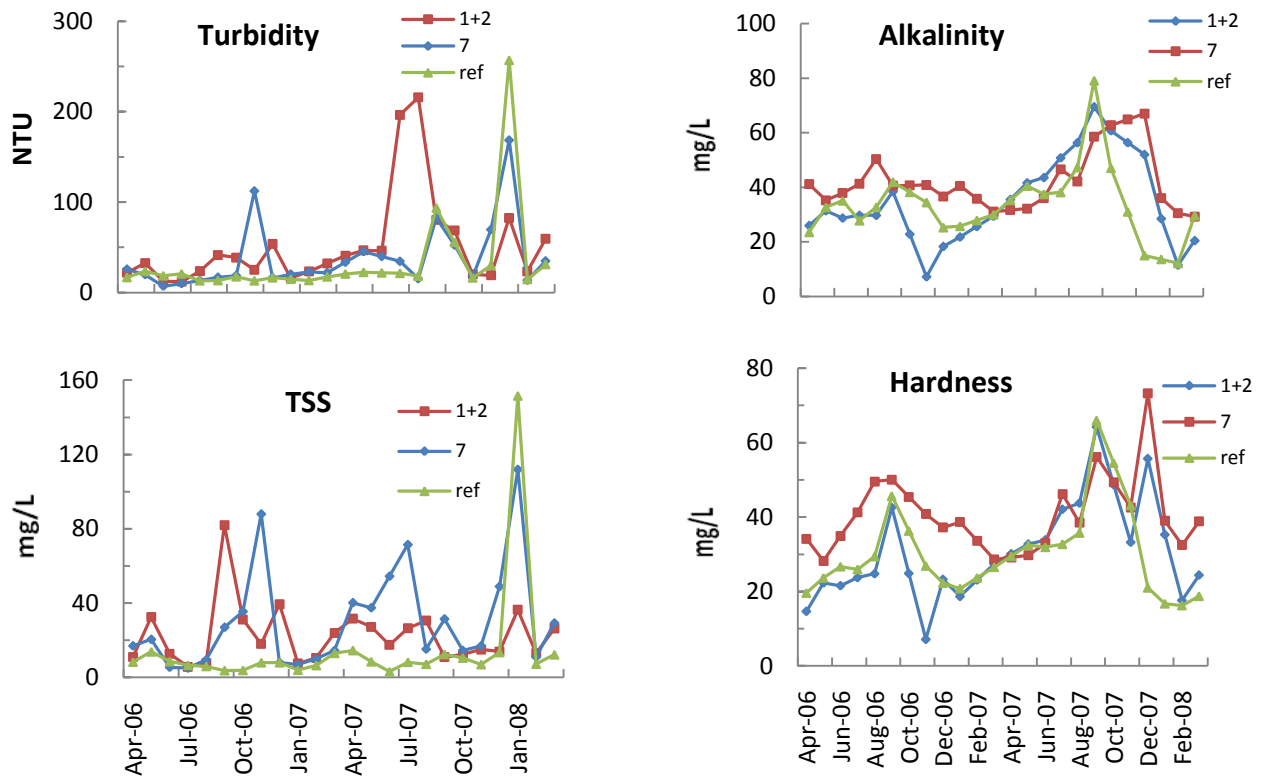 Turbidity
NTU
300
200
100
0
1+2
7
ref
Alkalinity
mg/L
100
80
60
40
20
0
1+2
7
ref
TSS
mg/L
160
120
80
40
0
1+2
7
ref
Apr-06
Jul-06
Oct-06
Jan-07
Apr-07
Jul-07
Oct-07
Jan-08
Hardness
mg/L
80
60
40
20
0
1+2
7
ref
Apr-06
Jun-06
Aug-06
Oct-06
Dec-06
Feb-07
Apr-07
Jun-07
Aug-07
Oct-07
Dec-07
Feb-08